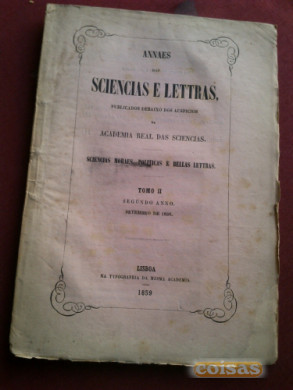 ANNAES
DAS
SCIENCIAS E LETTRAS,
PUBLICADOS DEBAIXO DOS AUSPICIOS
DA
ACADEMIA REAL DAS SCIENCIAS.
SCIENCIAS MORAES, POLITICAS E BELLAS LETTRAS.
TOMO II
SEGUNDO ANNO
LISBOA
NA TYPOGRAPHIA DA MESMA ACADEMIA
coisas